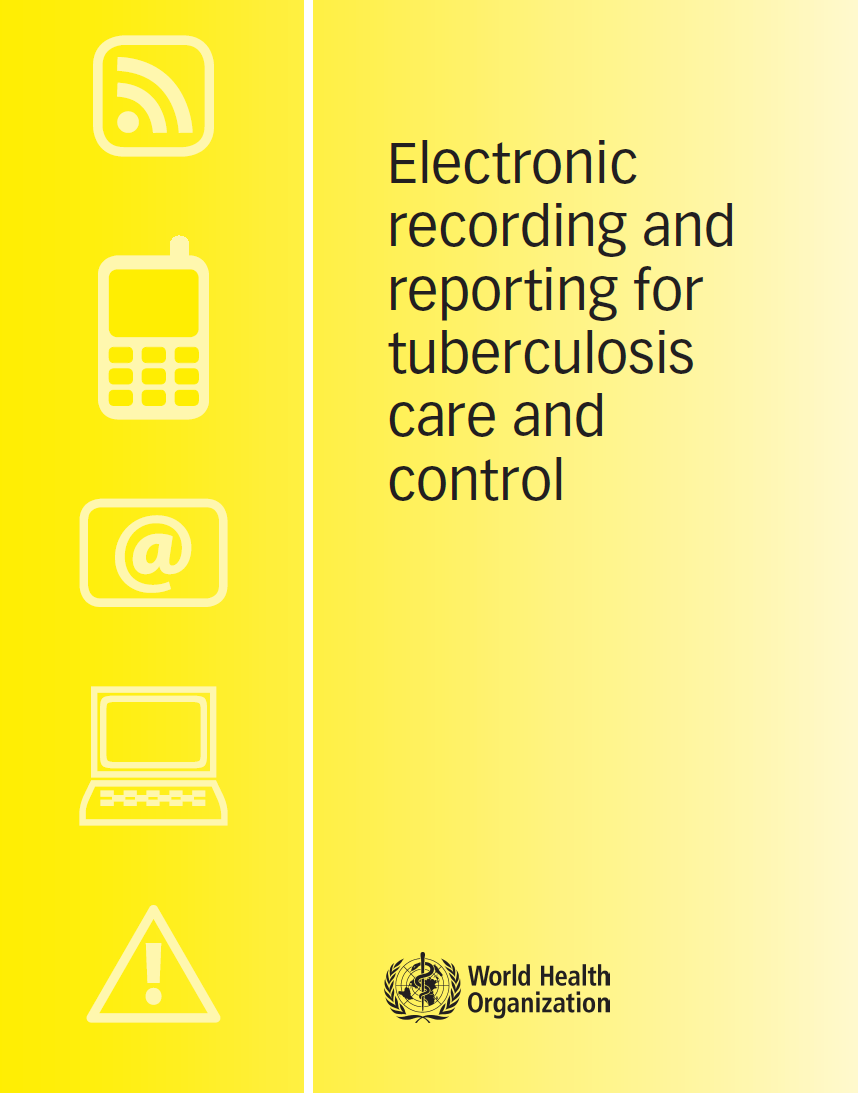 Electronic
recording and
reporting for
tuberculosis
care and
control
@
!
World Health
Organization